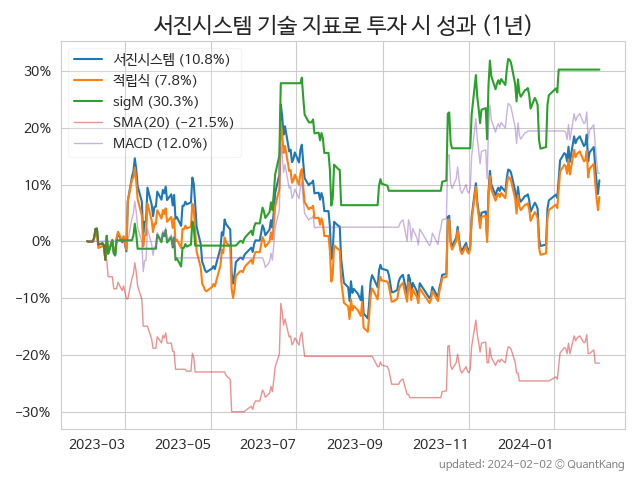 서진시스템 기술 지표로 투자 시 성과 (1년)
서진시스템 (10.8%)
적립식 (7.8%)
sigM (30.3%)
SMA(20) (−21.5%)
MACD (12.0%)
30%
20%
10%
0%
−10%
−20%
−30%
2023-03 2023-05 2023-07 2023-09 2023-11 2024-01
updated: 2024-02-02 © QuantKang